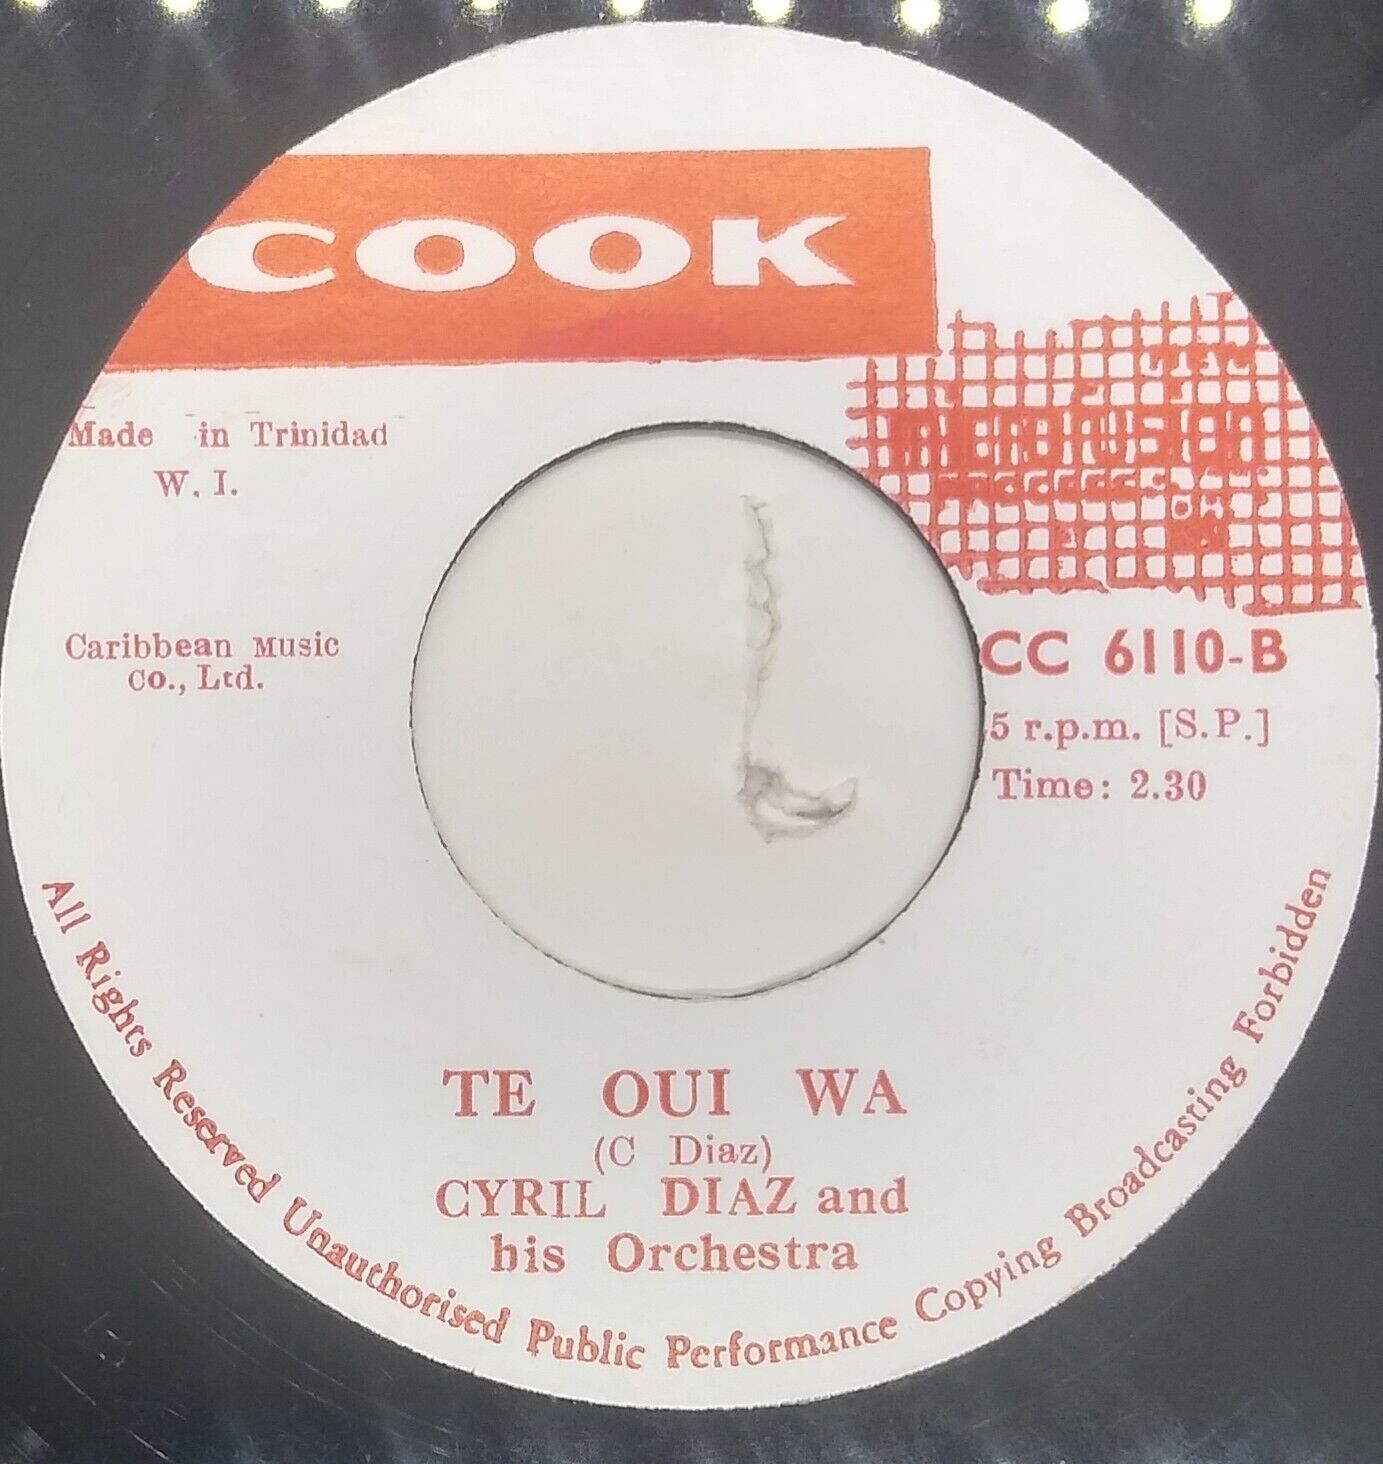 COOK
Made in Trinidad
W. I.
Caribbean Music
Co., Ltd.
CC 6110-B
5 r.p.m. [S.P.]
Time: 2.30
TE OUI WA
(C Diaz)
CYRIL DIAZ and
his Orchestra
All Rights Reserved Unauthorised Public Performance Copying Broadcasting Forbidden